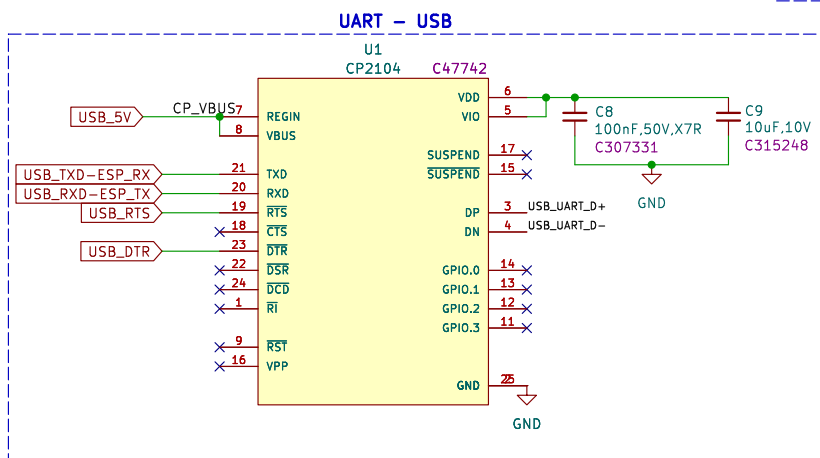 UART – USB
U1
CP2104 C47742
USB_5V
CP_VBUS
7 REGIN
8 VBUS
USB_TXD-ESP_RX 21 TXD
USB_RXD-ESP_TX 20 RXD
USB_RTS 19 RTS
18 CTS
USB_DTR 23 DTR
22 DSR
24 DCD
1 RI
9 RST
16 VPP
VDD 6
VIO 5
SUSPEND 17
SUSPEND 15
DP 3 USB_UART_D+
DN 4 USB_UART_D-
GPIO.0 14
GPIO.1 13
GPIO.2 12
GPIO.3 11
GND
GND
C8
100nF,50V,X7R
C307331
C9
10uF,10V
C315248
GND